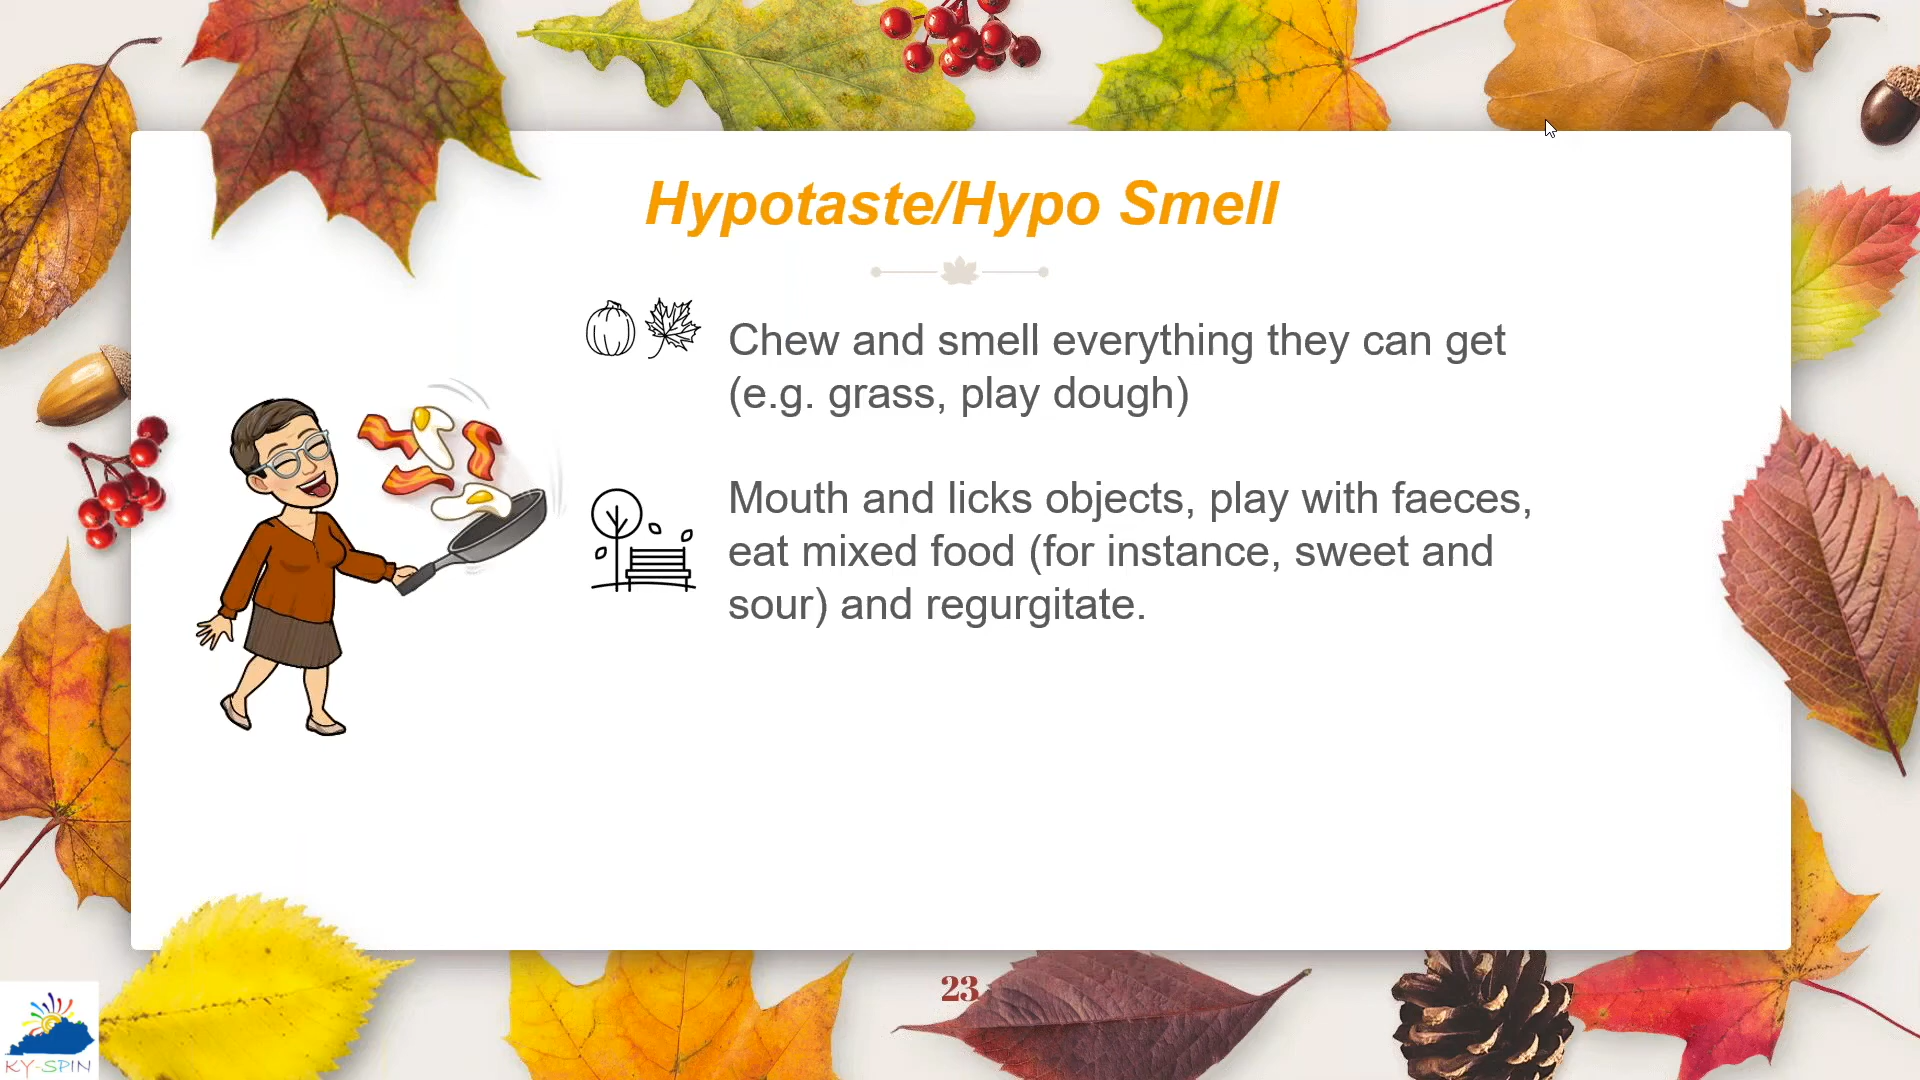 Hypotaste/Hypo Smell
Chew and smell everything they can get
(e.g. grass, play dough)
Mouth and licks objects, play with faeces,
eat mixed food (for instance, sweet and
sour) and regurgitate.
23
KY-SPIN